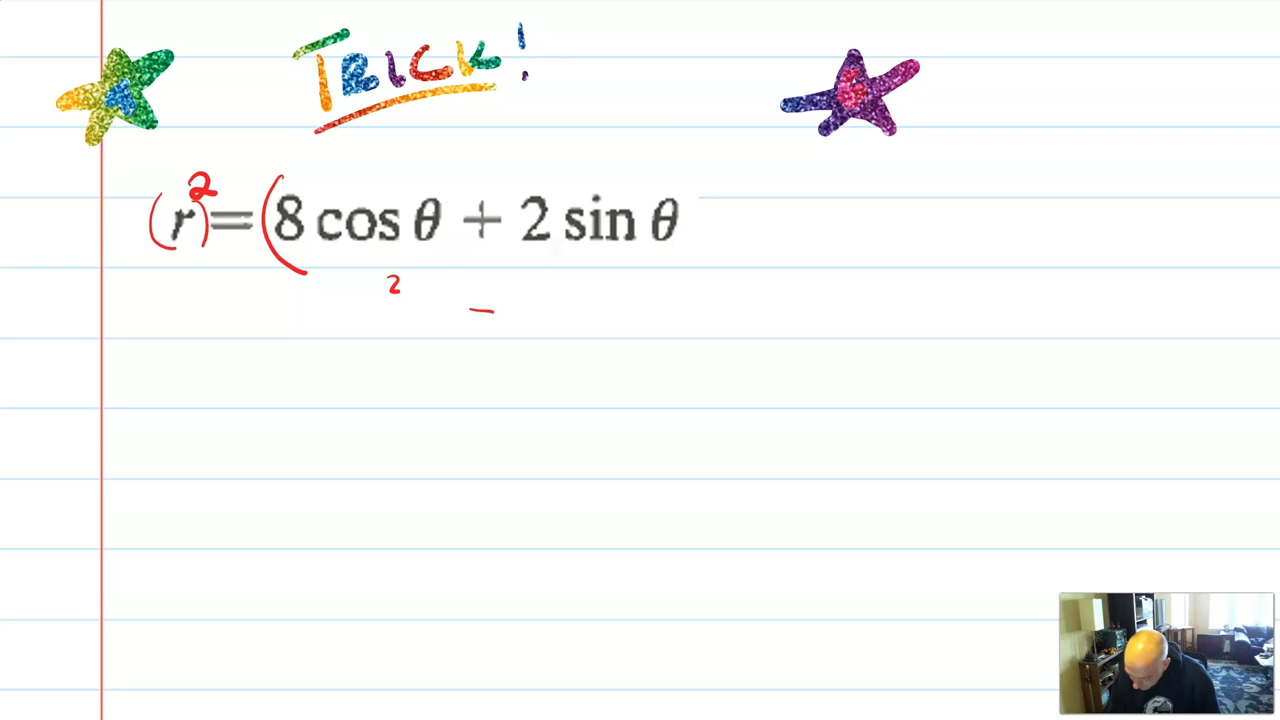 TRICK!
(r)²=(8 cos θ + 2 sin θ
2
–